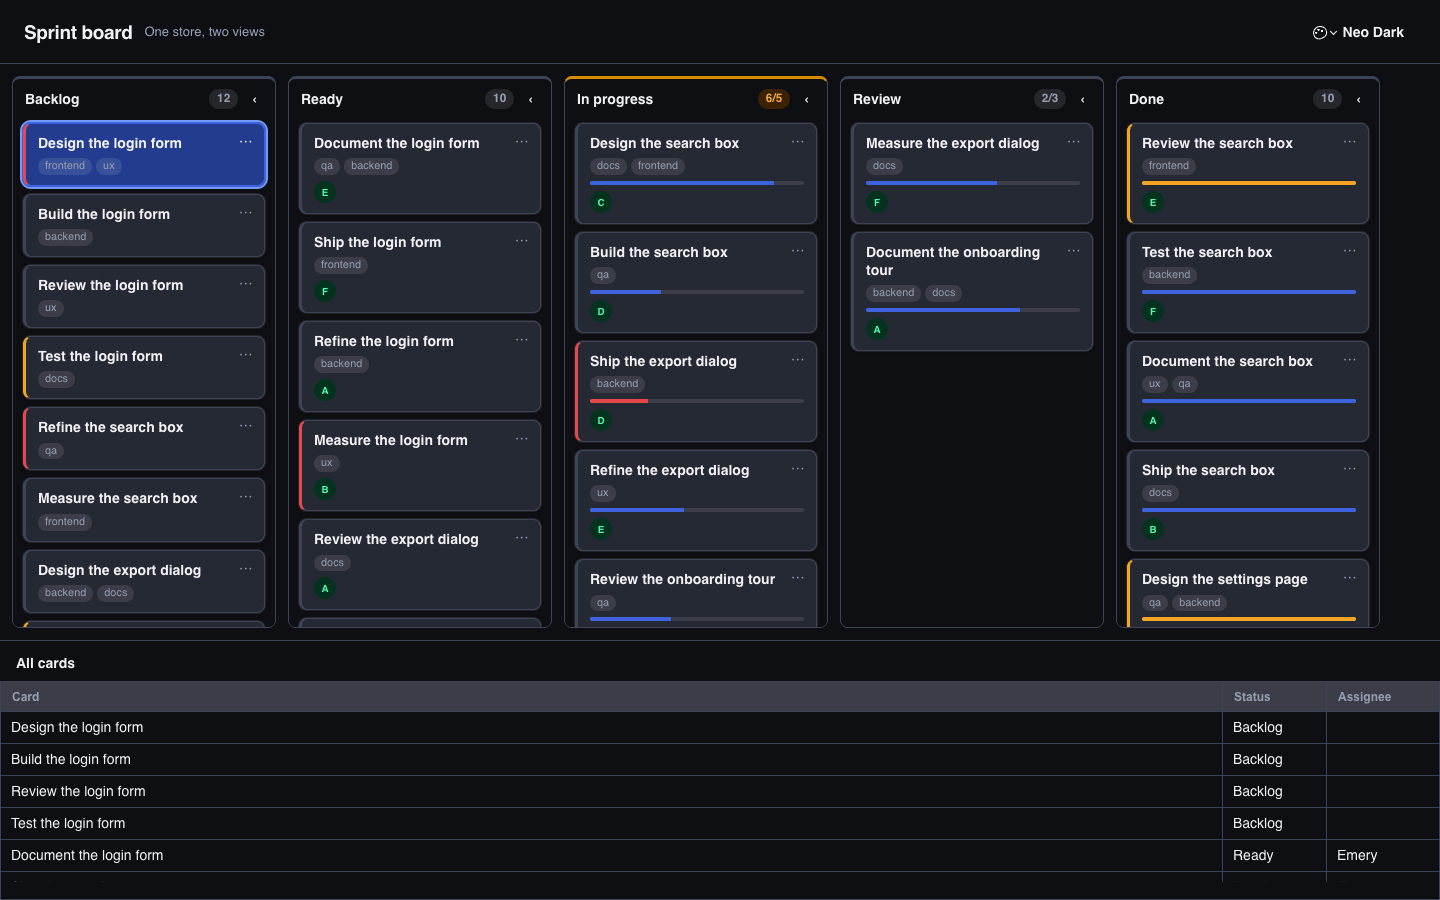 Sprint board One store, two views
Neo Dark
Backlog 12
Design the login form
frontend ux
Build the login form
backend
Review the login form
ux
Test the login form
docs
Refine the search box
qa
Measure the search box
frontend
Design the export dialog
backend docs
Ready 10
Document the login form
qa backend
E
Ship the login form
frontend
F
Refine the login form
backend
A
Measure the login form
ux
B
Review the export dialog
docs
A
In progress 6/5
Design the search box
docs frontend
C
Build the search box
qa
D
Ship the export dialog
backend
D
Refine the export dialog
ux
E
Review the onboarding tour
qa
Review 2/3
Measure the export dialog
docs
F
Document the onboarding
tour
backend docs
A
Done 10
Review the search box
frontend
E
Test the search box
backend
F
Document the search box
ux qa
A
Ship the search box
docs
B
Design the settings page
qa backend
All cards
Card Status Assignee
Design the login form Backlog
Build the login form Backlog
Review the login form Backlog
Test the login form Backlog
Document the login form Ready Emery